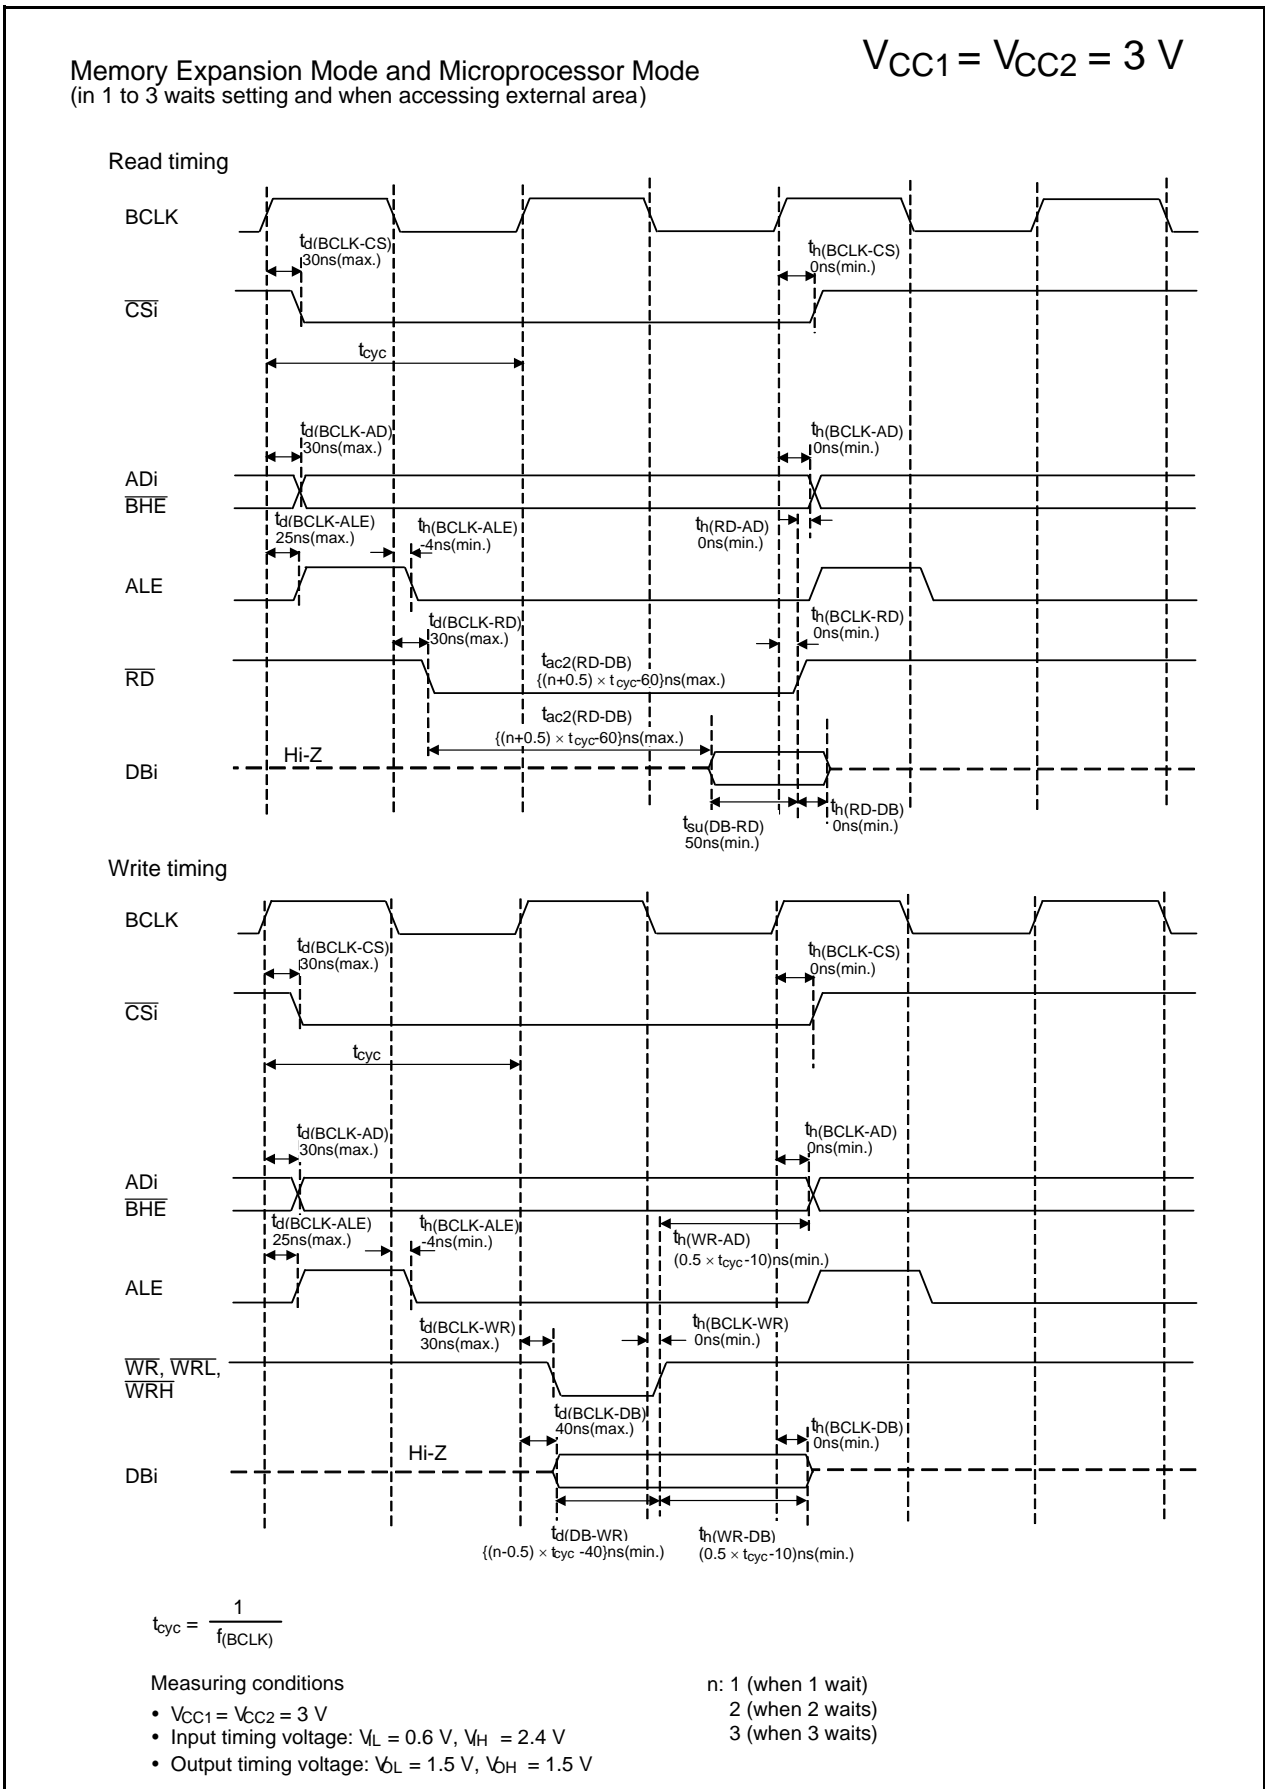 Memory Expansion Mode and Microprocessor Mode
(in 1 to 3 waits setting and when accessing external area)
VCC1 = VCC2 = 3 V
Read timing
BCLK
td(BCLK-CS)
30ns(max.)
th(BCLK-CS)
0ns(min.)
CSi
tcyc
td(BCLK-AD)
30ns(max.)
th(BCLK-AD)
0ns(min.)
ADi
BHE
td(BCLK-ALE)
25ns(max.)
th(BCLK-ALE)
-4ns(min.)
th(RD-AD)
0ns(min.)
ALE
td(BCLK-RD)
30ns(max.)
th(BCLK-RD)
0ns(min.)
RD
tac2(RD-DB)
{(n+0.5) × tcyc-60}ns(max.)
tac2(RD-DB)
{(n+0.5) × tcyc-60}ns(max.)
Hi-Z
DBi
tsu(DB-RD)
50ns(min.)
th(RD-DB)
0ns(min.)
Write timing
BCLK
td(BCLK-CS)
30ns(max.)
th(BCLK-CS)
0ns(min.)
CSi
tcyc
td(BCLK-AD)
30ns(max.)
th(BCLK-AD)
0ns(min.)
ADi
BHE
td(BCLK-ALE)
25ns(max.)
th(BCLK-ALE)
-4ns(min.)
th(WR-AD)
(0.5 × tcyc-10)ns(min.)
ALE
td(BCLK-WR)
30ns(max.)
th(BCLK-WR)
0ns(min.)
WR, WRL,
WRH
td(BCLK-DB)
40ns(max.)
th(BCLK-DB)
0ns(min.)
Hi-Z
DBi
td(DB-WR)
{(n-0.5) × tcyc -40}ns(min.)
th(WR-DB)
(0.5 × tcyc-10)ns(min.)
tcyc = 1
f(BCLK)
Measuring conditions
• VCC1 = VCC2 = 3 V
• Input timing voltage: VIL = 0.6 V, VIH = 2.4 V
• Output timing voltage: VOL = 1.5 V, VOH = 1.5 V
n: 1 (when 1 wait)
2 (when 2 waits)
3 (when 3 waits)